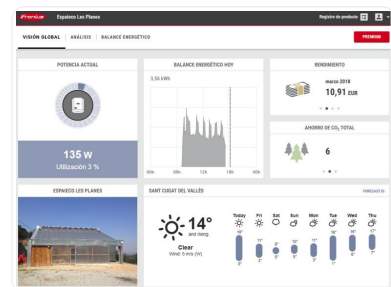 Fronius
Espaieco Les Planes
Registro de producto
VISIÓN GLOBAL
ANÁLISIS
BALANCE ENERGÉTICO
PREMIUM
POTENCIA ACTUAL
135 W
Utilización 3 %
BALANCE ENERGÉTICO HOY
3,56 kWh
00h 06h 12h 18h 00h
RENDIMIENTO
marzo 2018
10,91 EUR
AHORRO DE CO₂ TOTAL
6
ESPAIECO LES PLANES
SANT CUGAT DEL VALLÈS
14°
and rising
Clear
Wind: 5 m/s (W)
Today Fri Sat Sun Mon Tue Wed Thu